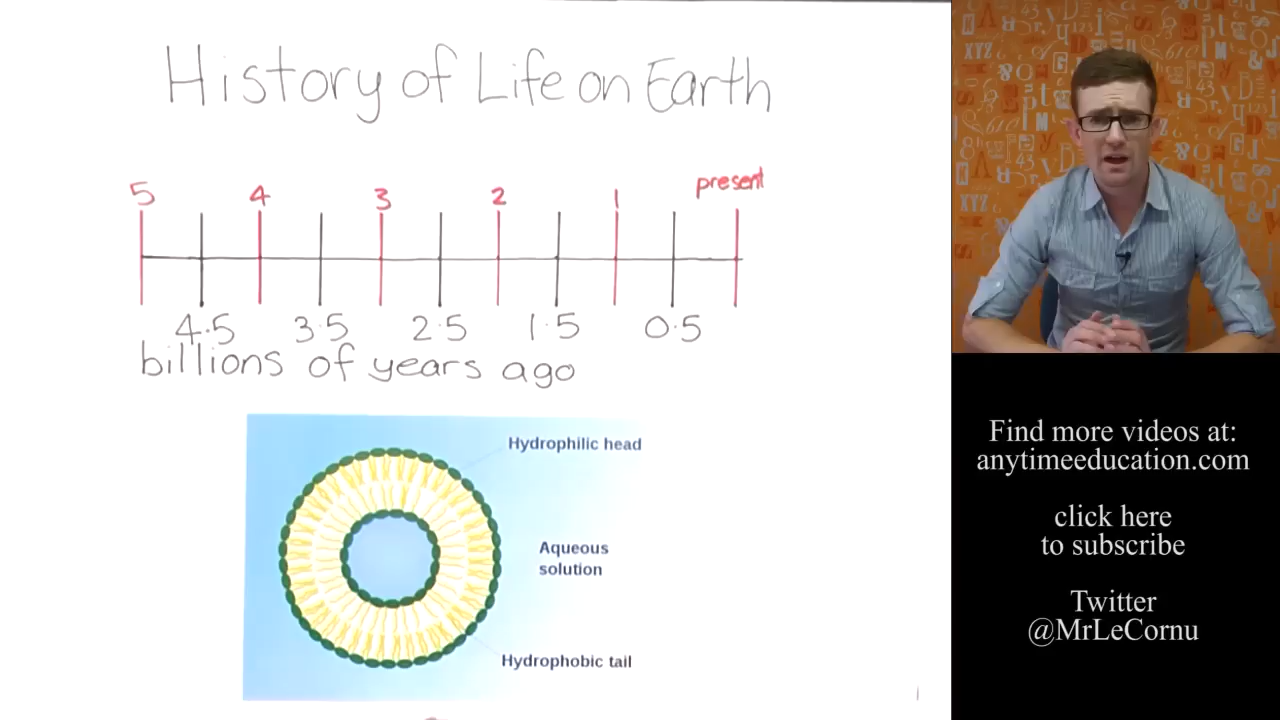 History of Life on Earth
5 4 3 2 1 present
4.5 3.5 2.5 1.5 0.5
billions of years ago
Hydrophilic head
Aqueous
solution
Hydrophobic tail
Find more videos at:
anytimeeducation.com
click here
to subscribe
Twitter
@MrLeCornu